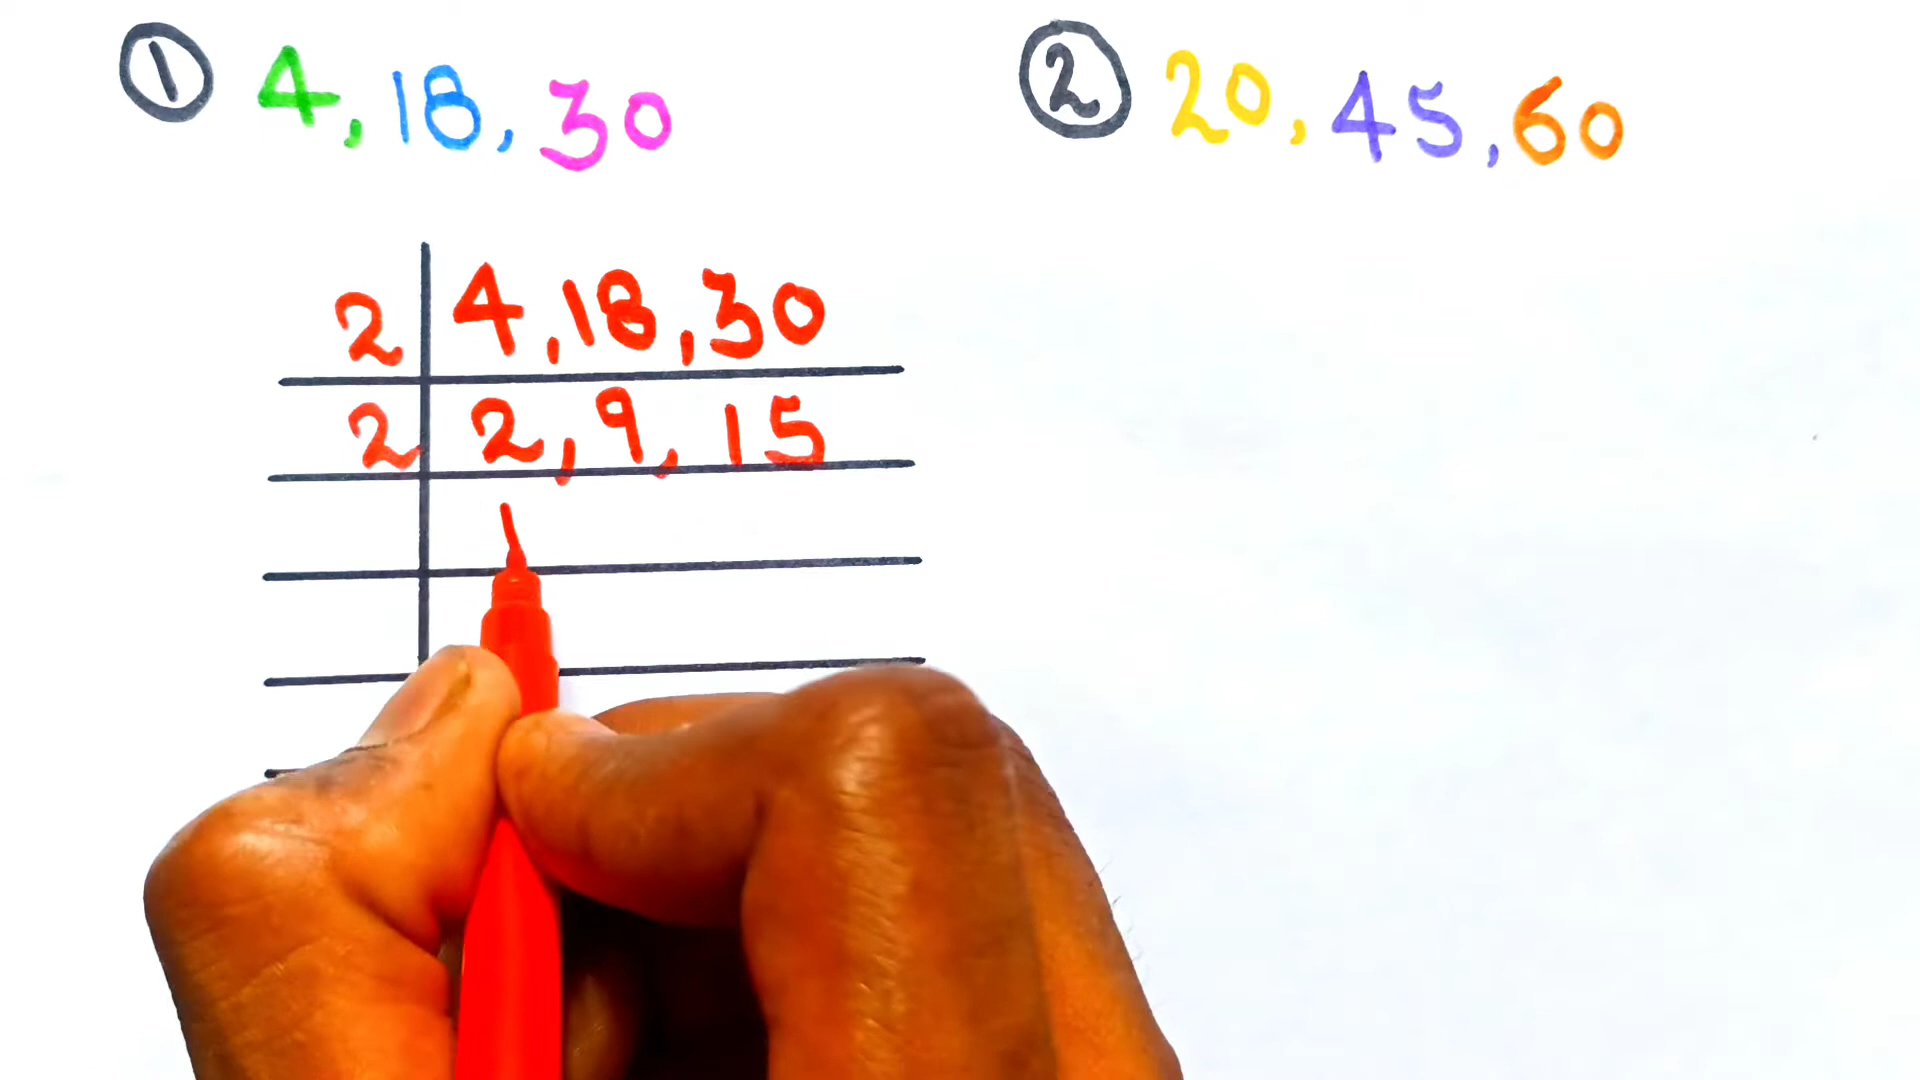 1 4, 18, 30
2 20, 45, 60
2 4, 18, 30
2 2, 9, 15
1